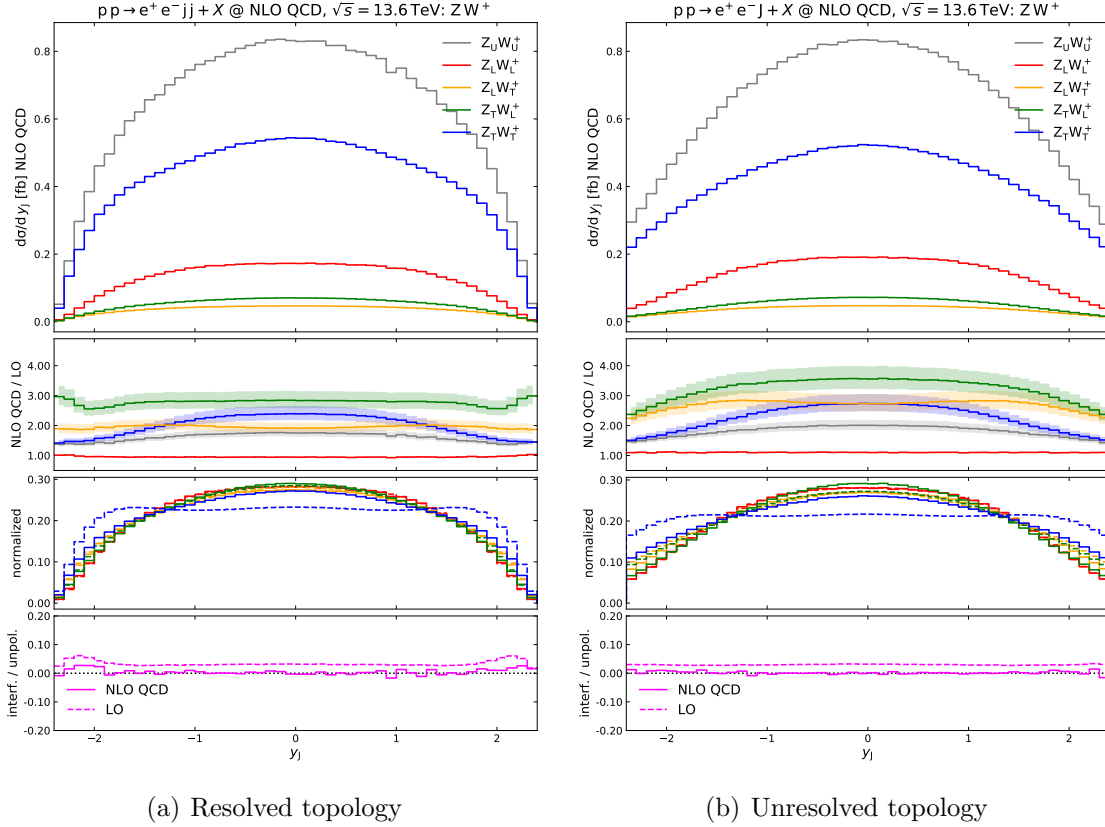 pp→e⁺e⁻jj+X @ NLO QCD, √s = 13.6 TeV: ZW⁺
dσ/dy_J [fb] NLO QCD
0.8
0.6
0.4
0.2
0.0
Z_U W_U⁺
Z_L W_L⁺
Z_L W_T⁺
Z_T W_L⁺
Z_T W_T⁺
NLO QCD / LO
4.00
3.00
2.00
1.00
normalized
0.30
0.20
0.10
0.00
interf. / unpol.
0.20
0.10
0.00
-0.10
-0.20
NLO QCD
LO
−2 −1 0 1 2
y_J
(a) Resolved topology
pp→e⁺e⁻J+X @ NLO QCD, √s = 13.6 TeV: ZW⁺
dσ/dy_J [fb] NLO QCD
0.8
0.6
0.4
0.2
0.0
Z_U W_U⁺
Z_L W_L⁺
Z_L W_T⁺
Z_T W_L⁺
Z_T W_T⁺
NLO QCD / LO
4.00
3.00
2.00
1.00
normalized
0.30
0.20
0.10
0.00
interf. / unpol.
0.20
0.10
0.00
-0.10
-0.20
NLO QCD
LO
−2 −1 0 1 2
y_J
(b) Unresolved topology